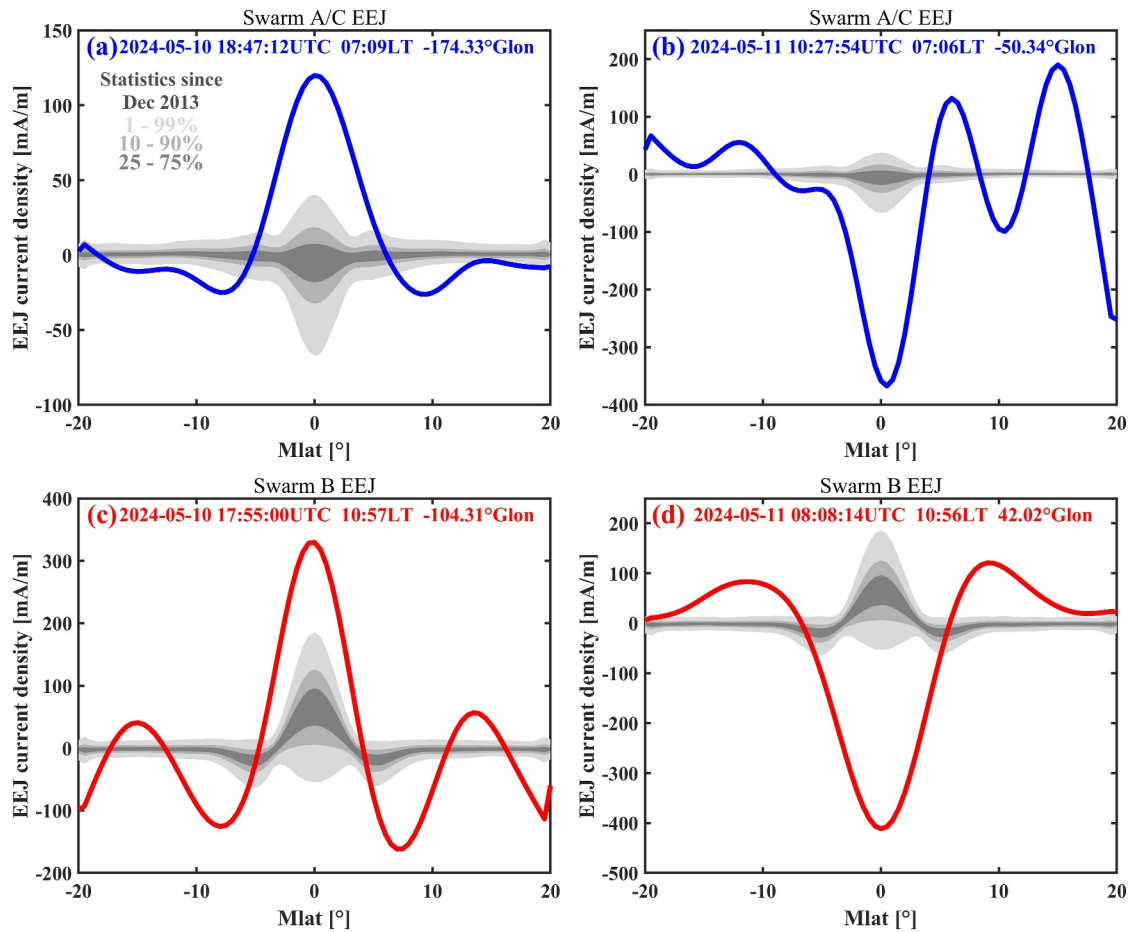 Swarm A/C EEJ
(a) 2024-05-10 18:47:12UTC 07:09LT -174.33°Glon
Statistics since
Dec 2013
1 - 99%
10 - 90%
25 - 75%
EEJ current density [mA/m]
150
100
50
0
-50
-100
-20
-10
0
10
20
Mlat [°]
Swarm A/C EEJ
(b) 2024-05-11 10:27:54UTC 07:06LT -50.34°Glon
EEJ current density [mA/m]
200
100
0
-100
-200
-300
-400
-20
-10
0
10
20
Mlat [°]
Swarm B EEJ
(c) 2024-05-10 17:55:00UTC 10:57LT -104.31°Glon
EEJ current density [mA/m]
400
300
200
100
0
-100
-200
-20
-10
0
10
20
Mlat [°]
Swarm B EEJ
(d) 2024-05-11 08:08:14UTC 10:56LT 42.02°Glon
EEJ current density [mA/m]
200
100
0
-100
-200
-300
-400
-500
-20
-10
0
10
20
Mlat [°]